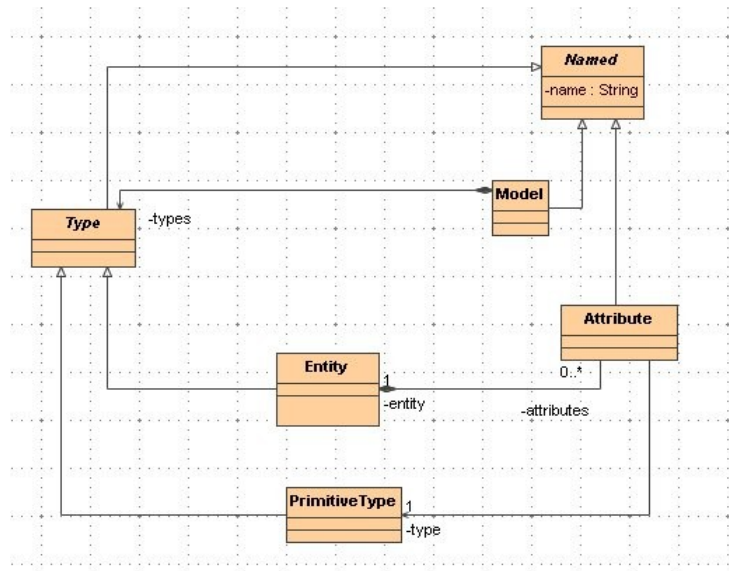 Named
-name : String
Model
Type
-types
Attribute
0..*
Entity
1
-entity
-attributes
PrimitiveType
1
-type